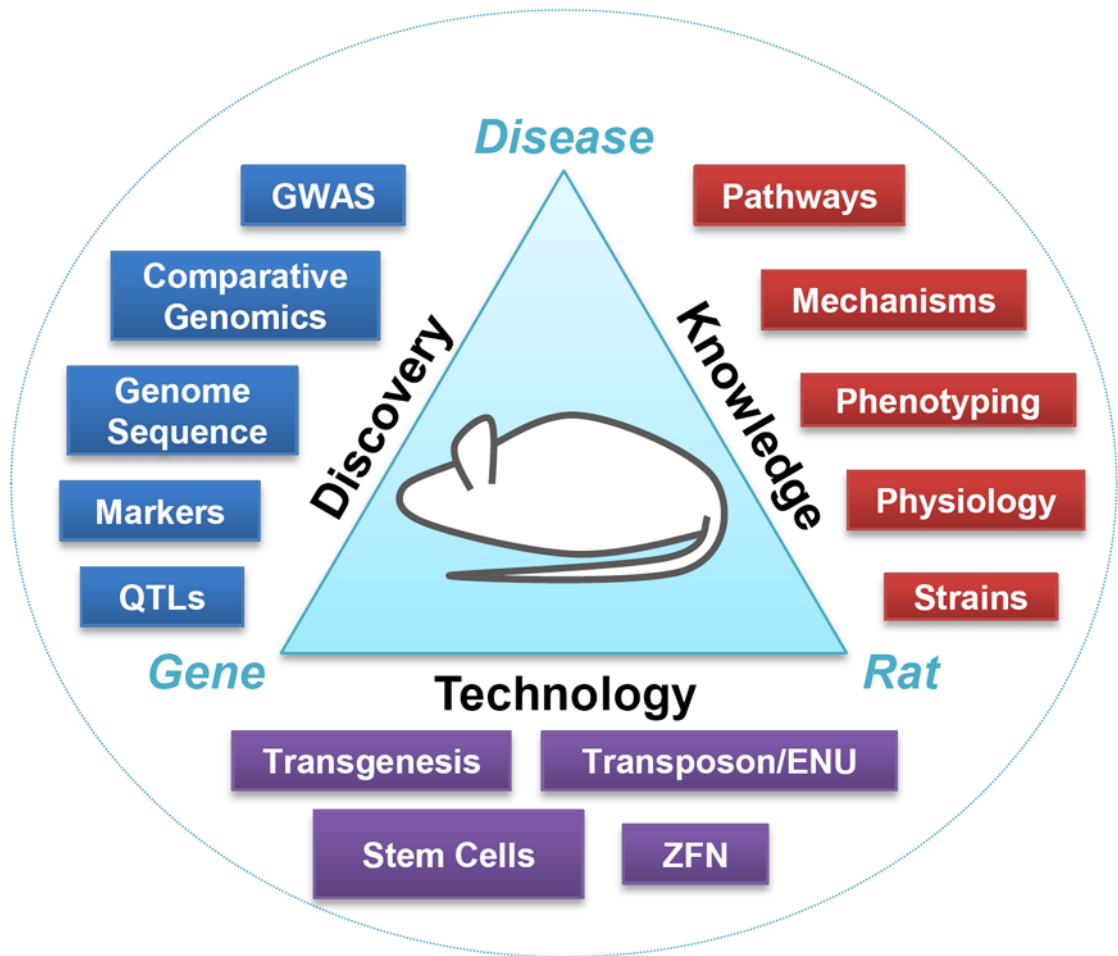 Disease
GWAS
Comparative
Genomics
Genome
Sequence
Markers
QTLs
Discovery
Knowledge
Pathways
Mechanisms
Phenotyping
Physiology
Strains
Gene
Rat
Technology
Transgenesis
Transposon/ENU
Stem Cells
ZFN